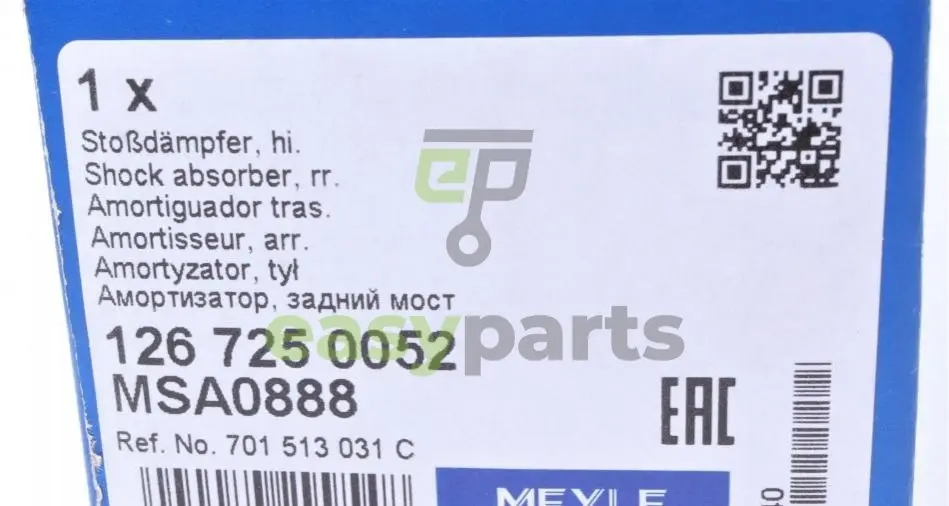 1 x
Stoßdämpfer, hi.
Shock absorber, rr.
Amortiguador tras.
Amortisseur, arr.
Amortyzator, tył
Амортизатор, задний мост
126 725 0052
MSA0888
Ref. No. 701 513 031 C
ep
easyparts
EAC
MEYLE